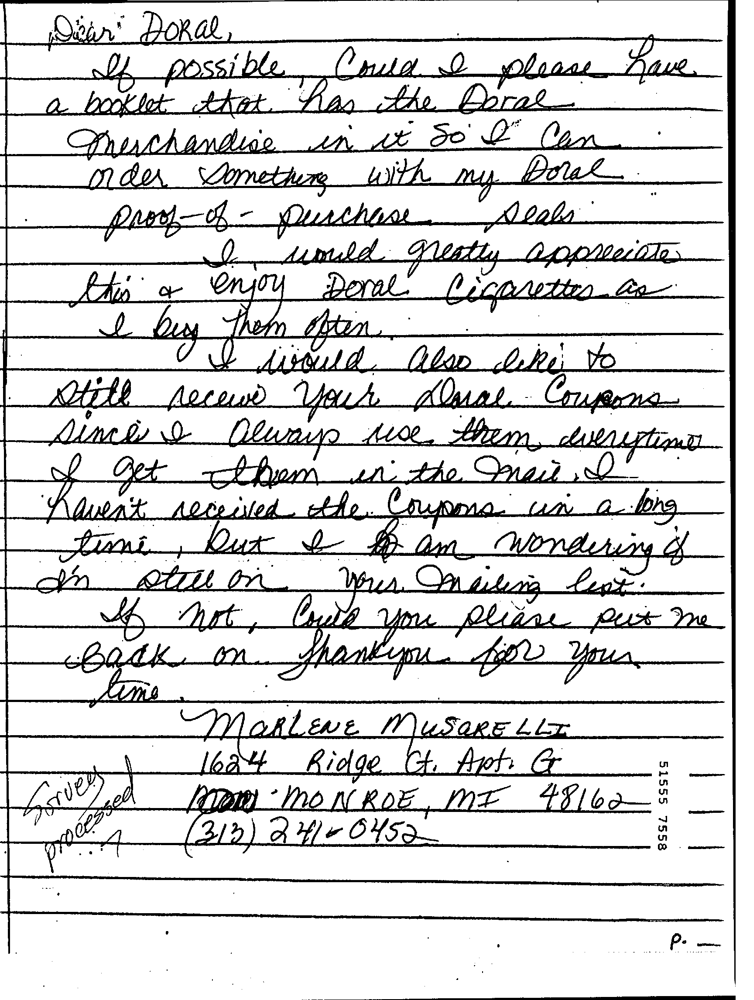 Dear DORAL,
If possible, Could I please have
a booklet that has the Doral
Merchandise in it so I can
order something with my Doral
proof-of-purchase seals
I would greatly appreciate
this & enjoy Doral Cigarettes as
I buy them often.
I would also like to
still receive your Doral Coupons
since I always use them everytime
I get them in the mail. I
haven't received the Coupons in a long
time, but I am wondering if
I'm still on your mailing list.
If not, Could you please put me
BACK on. Thankyou for your
time.
MARLENE MUSARELLI
1624 Ridge Ct. Apt. G
MONROE, MI 48162
(313) 241-0452
Survey
processed
...?
51555 7558
P. —